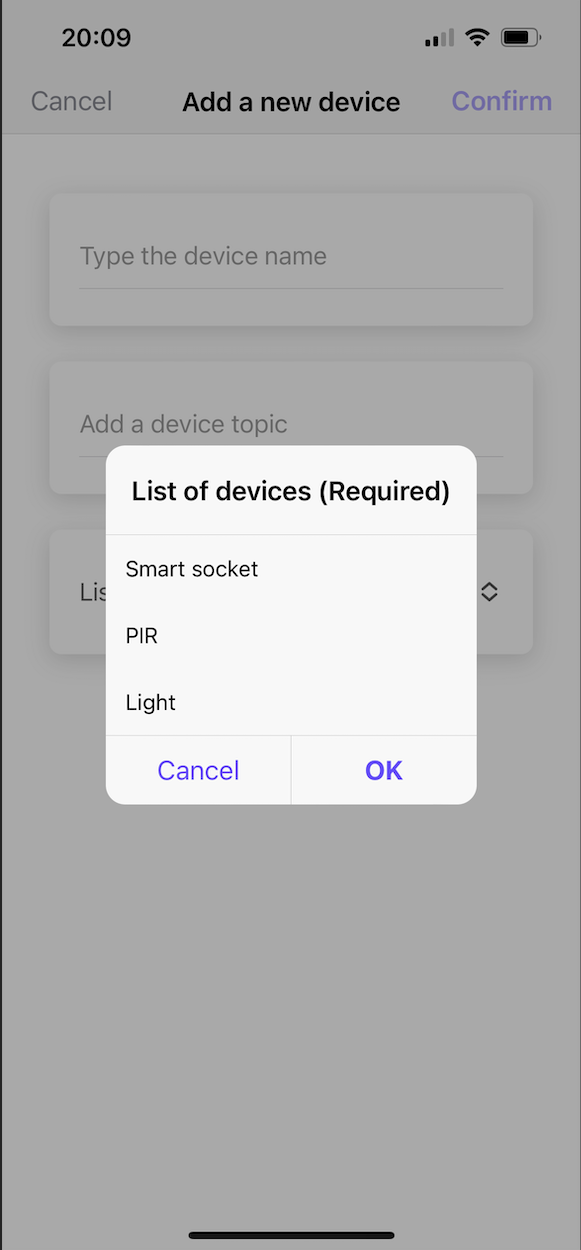 20:09
Cancel Add a new device Confirm
Type the device name
Add a device topic
List of devices (Required)
Lis
Smart socket
PIR
Light
Cancel OK